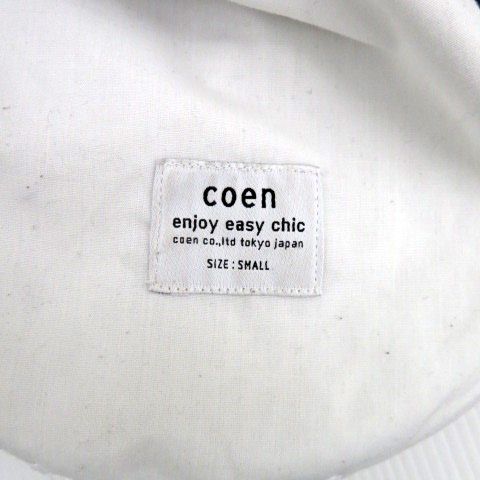 coen
enjoy easy chic
coen co.,ltd tokyo japan
SIZE : SMALL